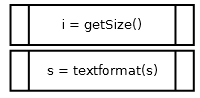 i = getSize()
s = textformat(s)